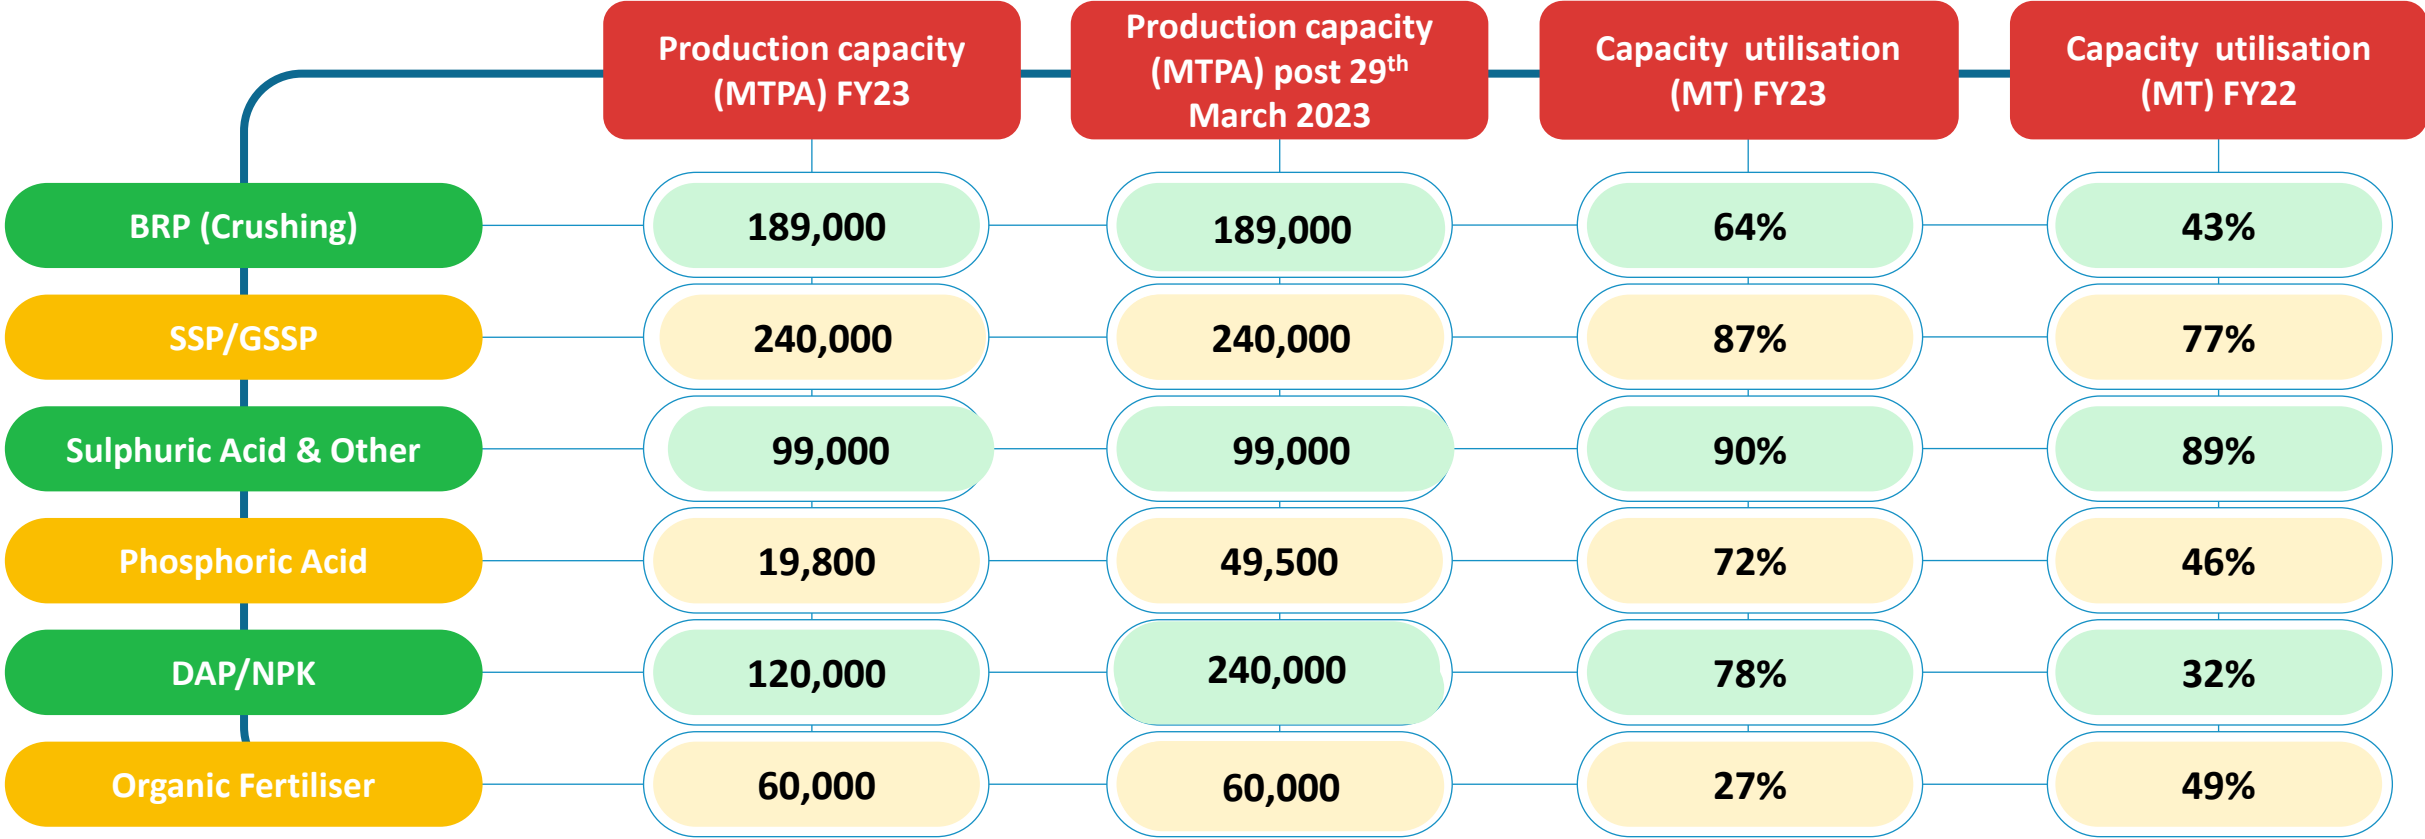 Production capacity
(MTPA) FY23
Production capacity
(MTPA) post 29th
March 2023
Capacity utilisation
(MT) FY23
Capacity utilisation
(MT) FY22
BRP (Crushing)
189,000
189,000
64%
43%
SSP/GSSP
240,000
240,000
87%
77%
Sulphuric Acid & Other
99,000
99,000
90%
89%
Phosphoric Acid
19,800
49,500
72%
46%
DAP/NPK
120,000
240,000
78%
32%
Organic Fertiliser
60,000
60,000
27%
49%